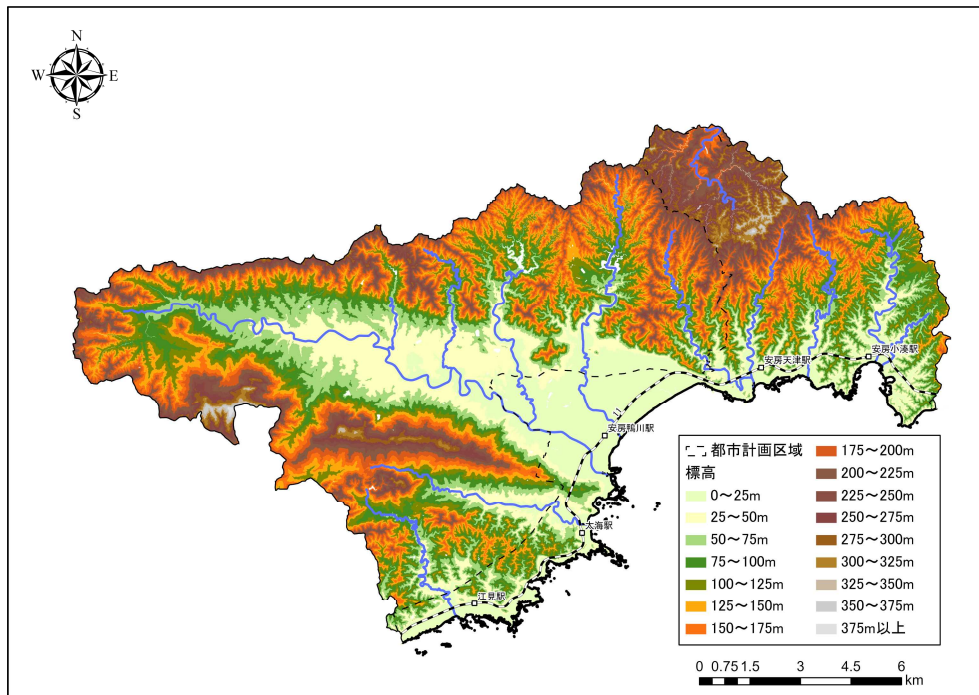 N
W E
S
安房小湊駅
安房天津駅
安房鴨川駅
太海駅
江見駅
都市計画区域
標高
0～25m
25～50m
50～75m
75～100m
100～125m
125～150m
150～175m
175～200m
200～225m
225～250m
250～275m
275～300m
300～325m
325～350m
350～375m
375m以上
0 0.75 1.5 3 4.5 6
km